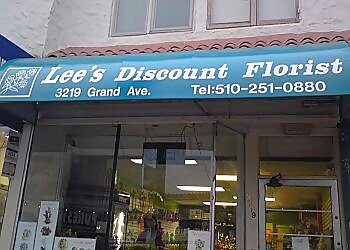 Lee's Discount Florist
3219 Grand Ave. Tel:510-251-0880